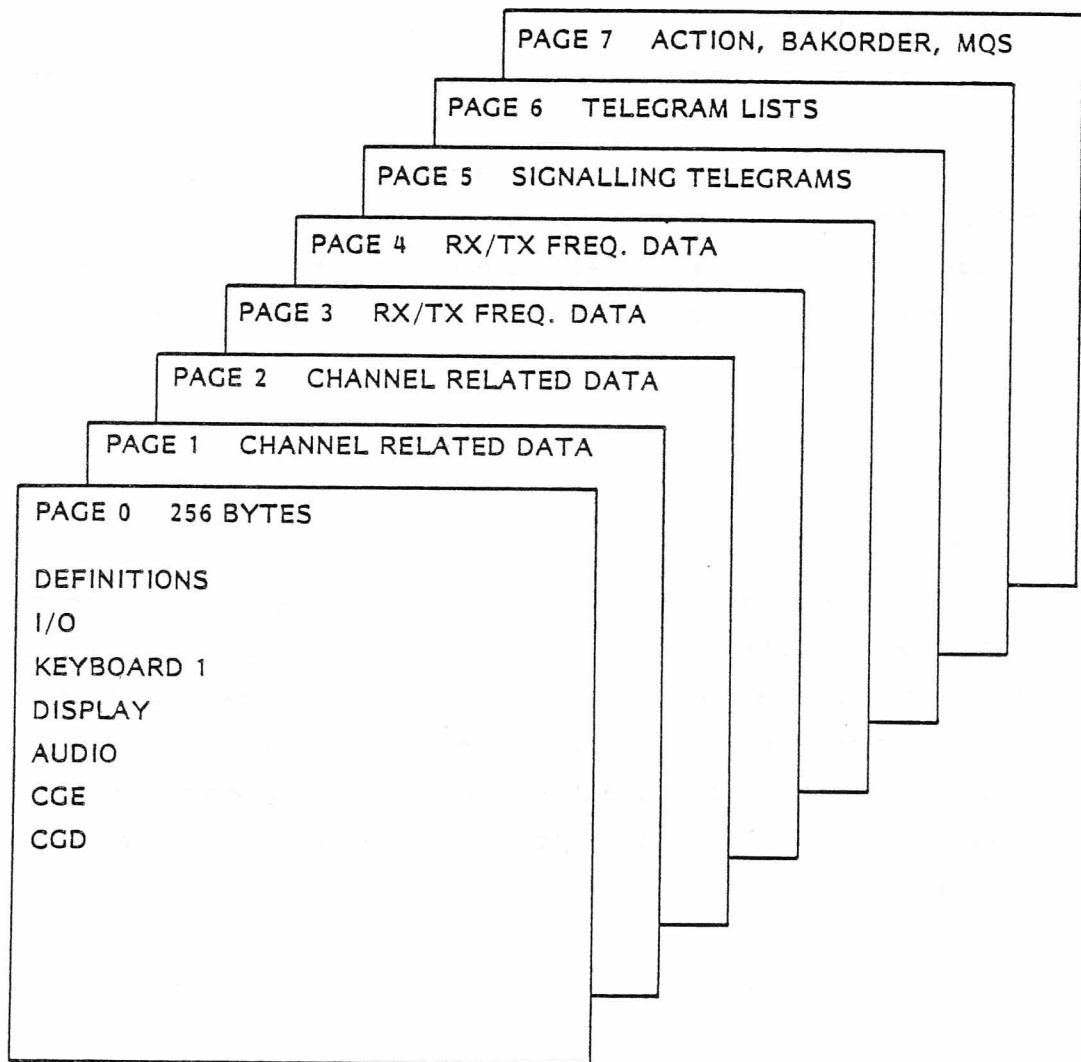 PAGE 7 ACTION, BAKORDER, MQS
PAGE 6 TELEGRAM LISTS
PAGE 5 SIGNALLING TELEGRAMS
PAGE 4 RX/TX FREQ. DATA
PAGE 3 RX/TX FREQ. DATA
PAGE 2 CHANNEL RELATED DATA
PAGE 1 CHANNEL RELATED DATA
PAGE 0 256 BYTES
DEFINITIONS
I/O
KEYBOARD 1
DISPLAY
AUDIO
CGE
CGD